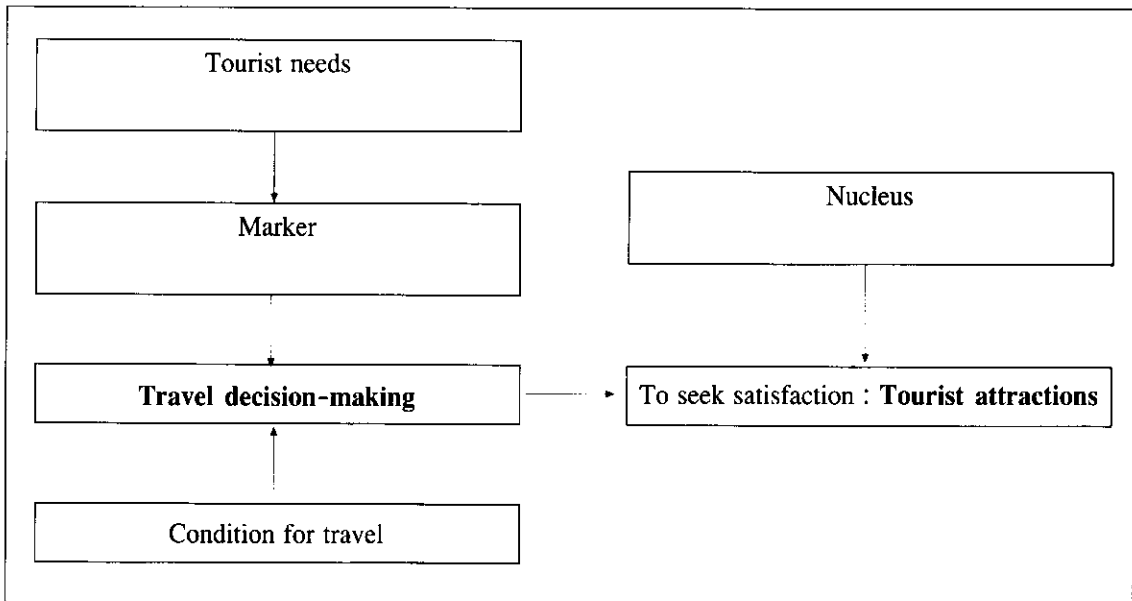 Tourist needs
Marker
Nucleus
Travel decision-making
To seek satisfaction : Tourist attractions
Condition for travel